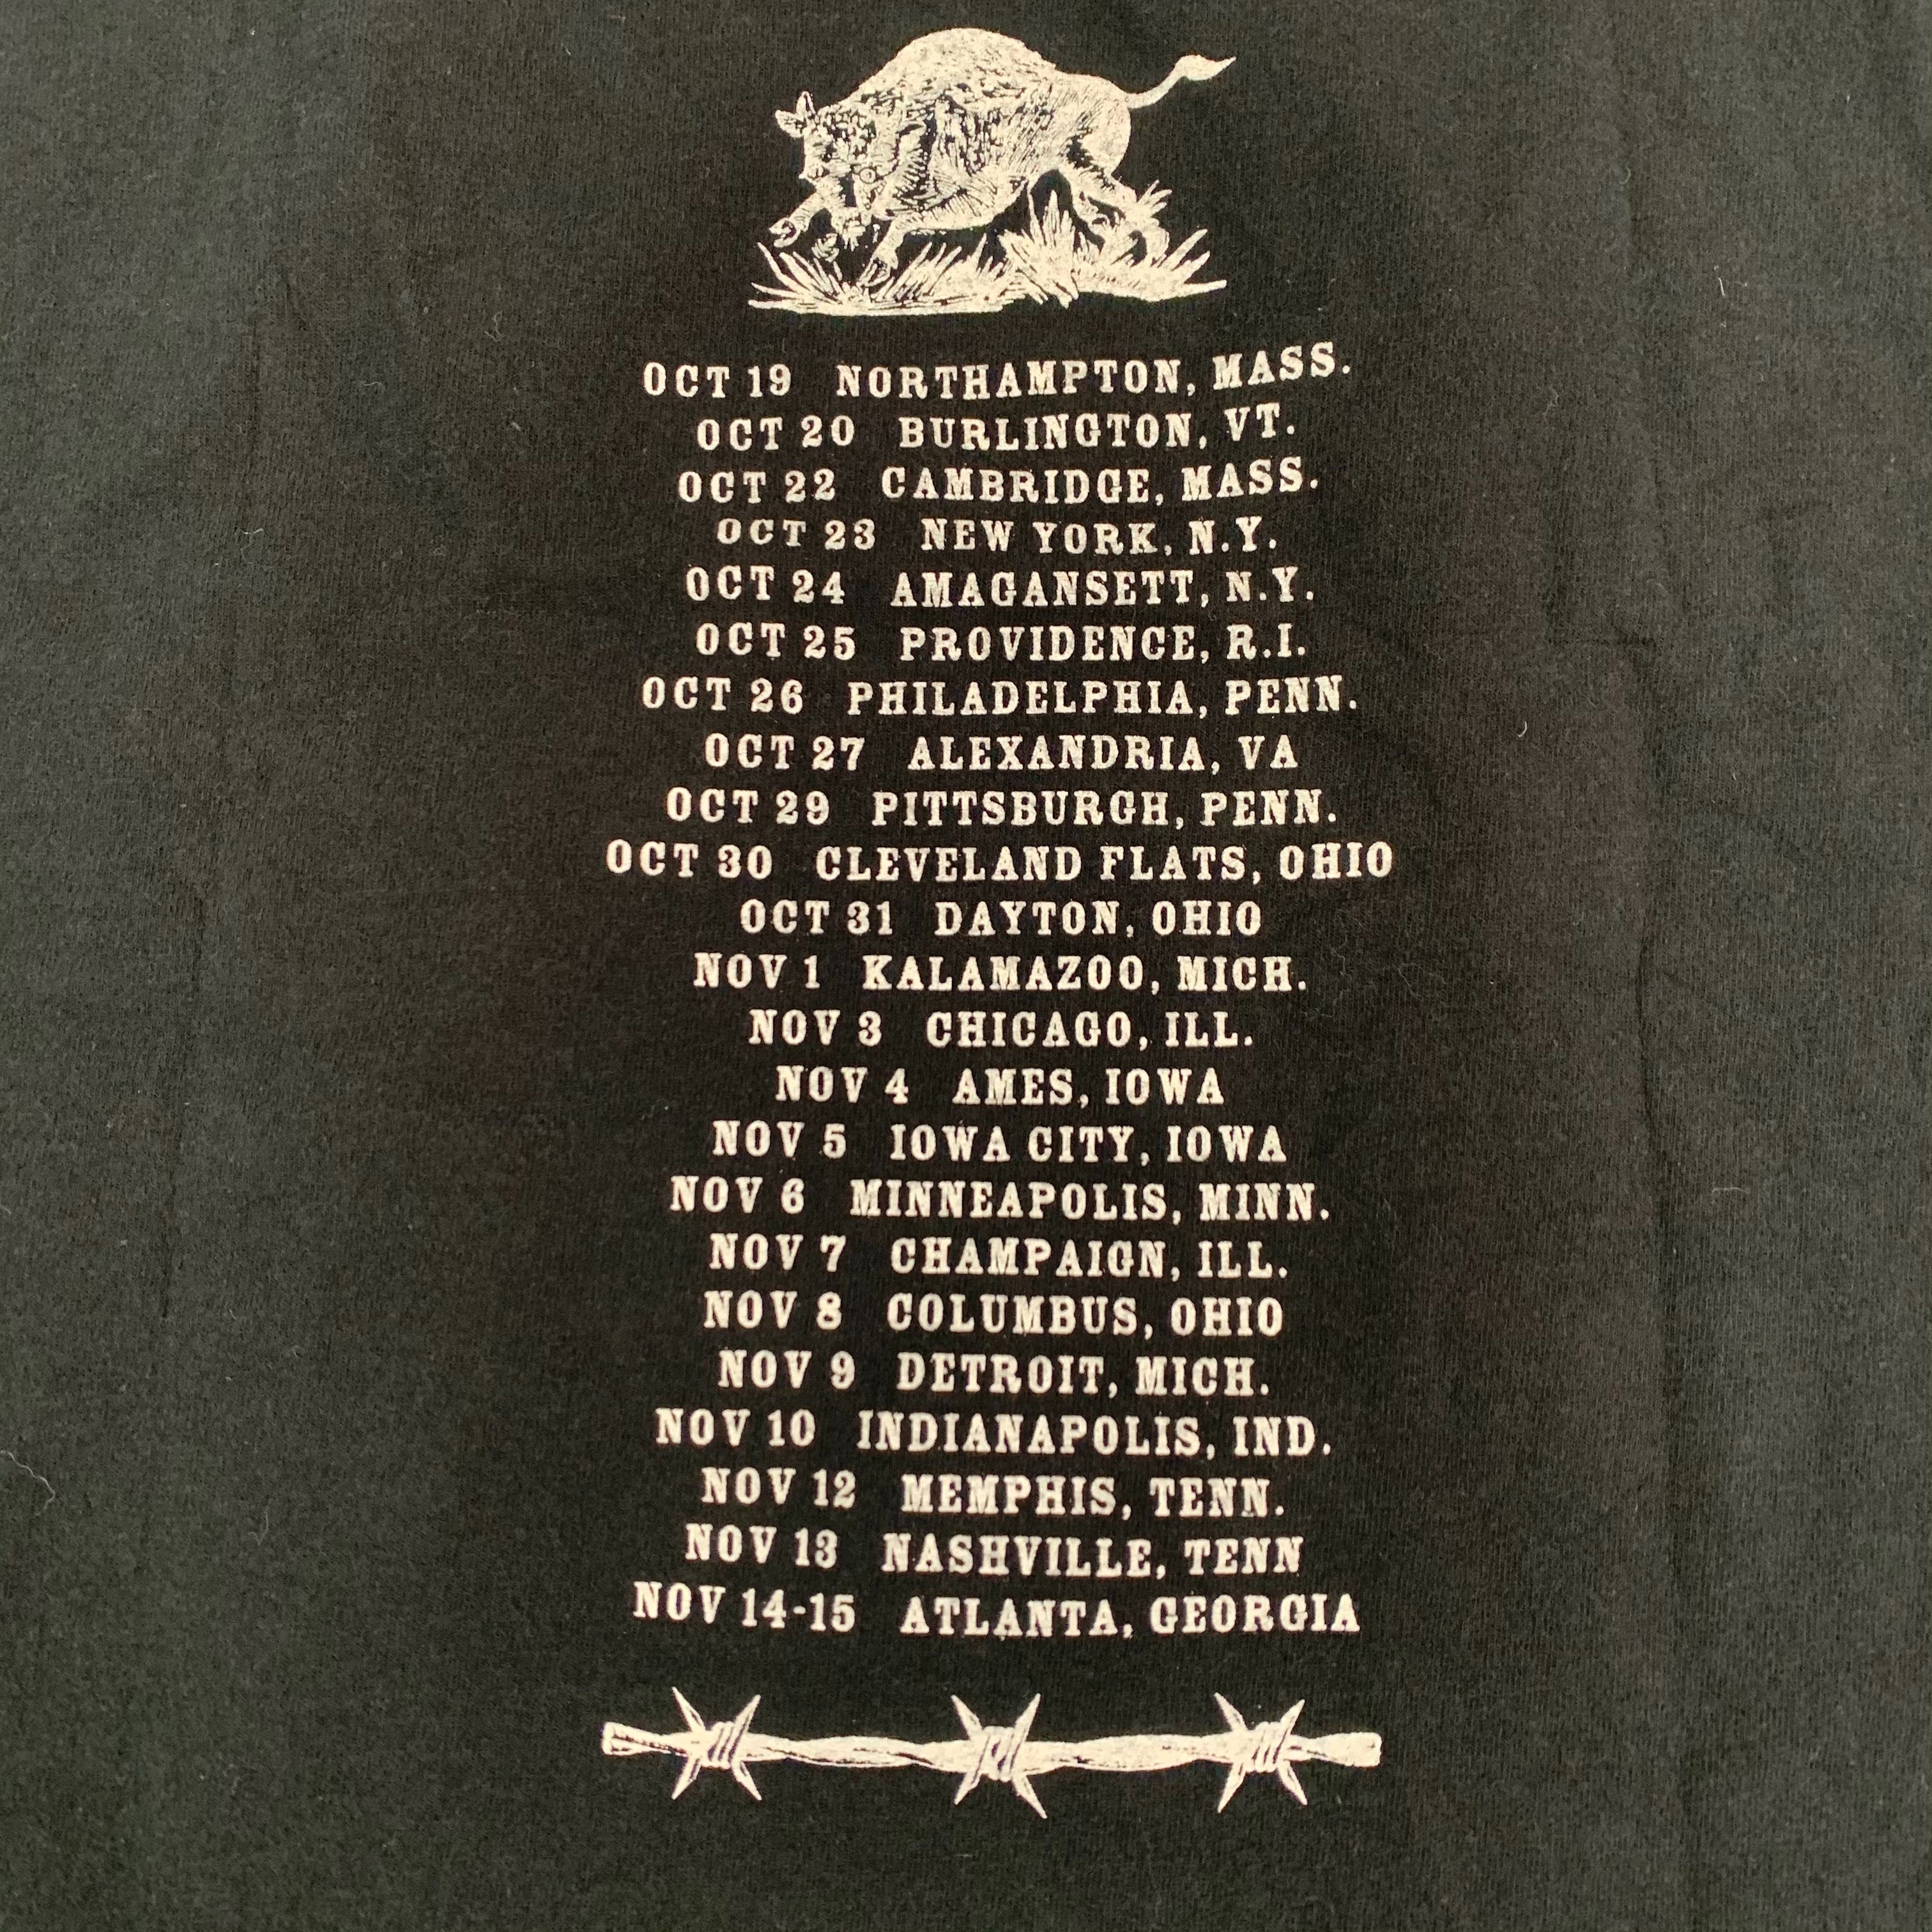 OCT 19 NORTHAMPTON, MASS.
OCT 20 BURLINGTON, VT.
OCT 22 CAMBRIDGE, MASS.
OCT 23 NEW YORK, N.Y.
OCT 24 AMAGANSETT, N.Y.
OCT 25 PROVIDENCE, R.I.
OCT 26 PHILADELPHIA, PENN.
OCT 27 ALEXANDRIA, VA
OCT 29 PITTSBURGH, PENN.
OCT 30 CLEVELAND FLATS, OHIO
OCT 31 DAYTON, OHIO
NOV 1 KALAMAZOO, MICH.
NOV 3 CHICAGO, ILL.
NOV 4 AMES, IOWA
NOV 5 IOWA CITY, IOWA
NOV 6 MINNEAPOLIS, MINN.
NOV 7 CHAMPAIGN, ILL.
NOV 8 COLUMBUS, OHIO
NOV 9 DETROIT, MICH.
NOV 10 INDIANAPOLIS, IND.
NOV 12 MEMPHIS, TENN.
NOV 13 NASHVILLE, TENN
NOV 14-15 ATLANTA, GEORGIA